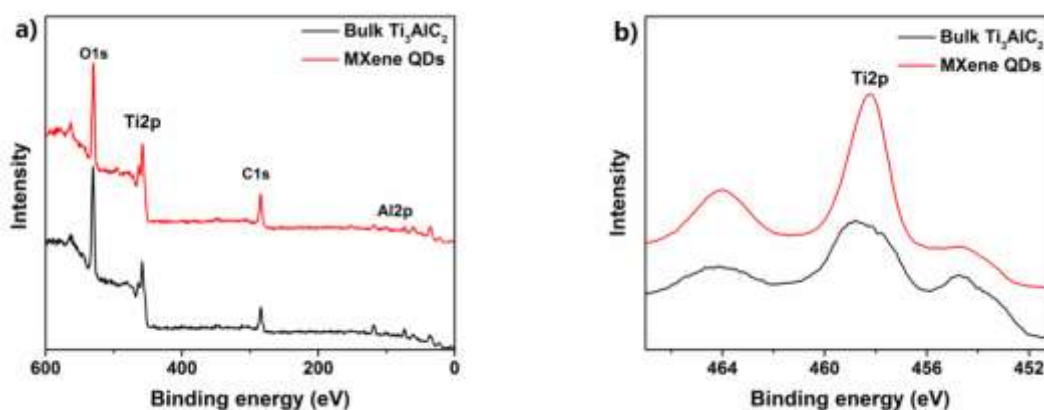 a)
Bulk Ti₃AlC₂
MXene QDs
O1s
Ti2p
C1s
Al2p
Intensity
600
400
200
0
Binding energy (eV)
b)
Bulk Ti₃AlC₂
MXene QDs
Ti2p
Intensity
464
460
456
452
Binding energy (eV)